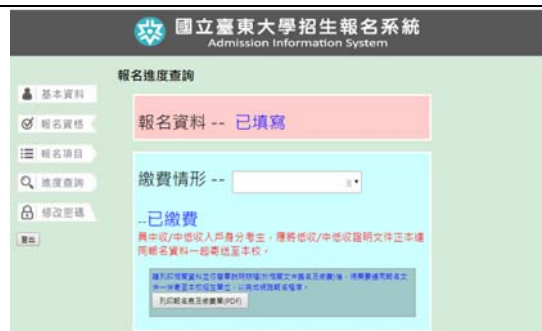 國立臺東大學招生報名系統
Admission Information System
報名進度查詢
基本資料
報名資格
報名項目
進度查詢
修改密碼
登出
報名資料 -- 已填寫
繳費情形 --
--已繳費
具中收/中低收入戶身分考生，應將低收/中低收證明文件正本連
同報名資料一起寄送至本校。
列印報名表及繳費單(PDF)